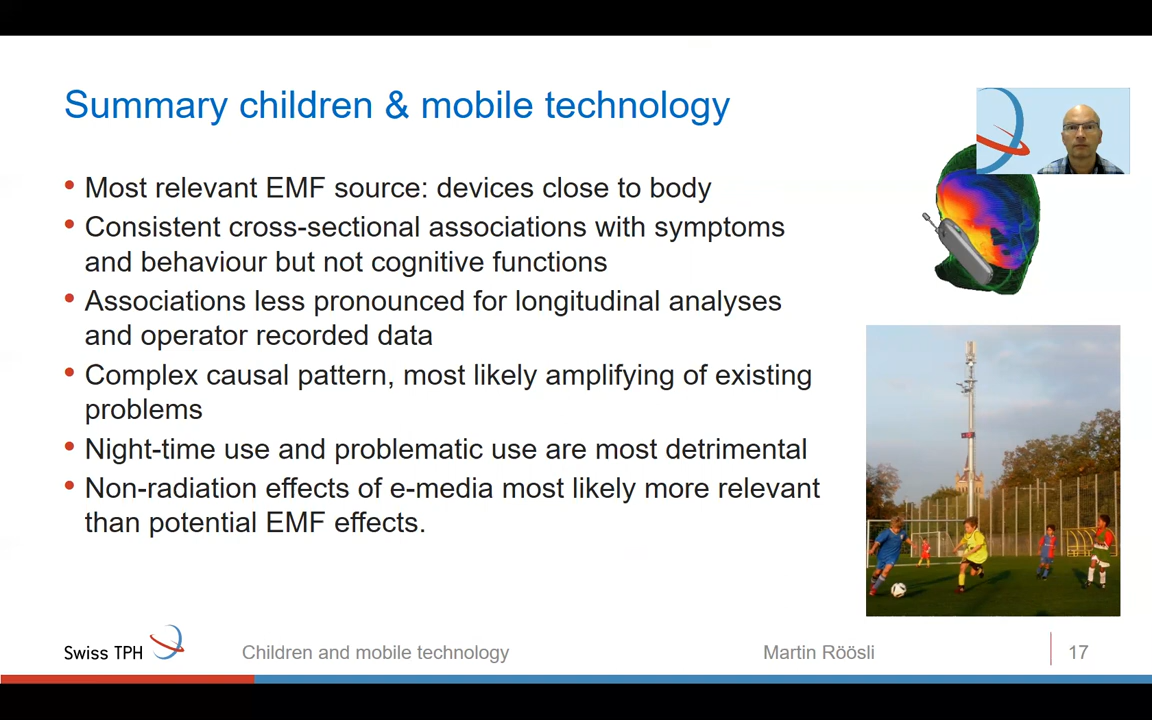 Summary children & mobile technology
• Most relevant EMF source: devices close to body
• Consistent cross-sectional associations with symptoms
and behaviour but not cognitive functions
• Associations less pronounced for longitudinal analyses
and operator recorded data
• Complex causal pattern, most likely amplifying of existing
problems
• Night-time use and problematic use are most detrimental
• Non-radiation effects of e-media most likely more relevant
than potential EMF effects.
Swiss TPH
Children and mobile technology
Martin Röösli
17